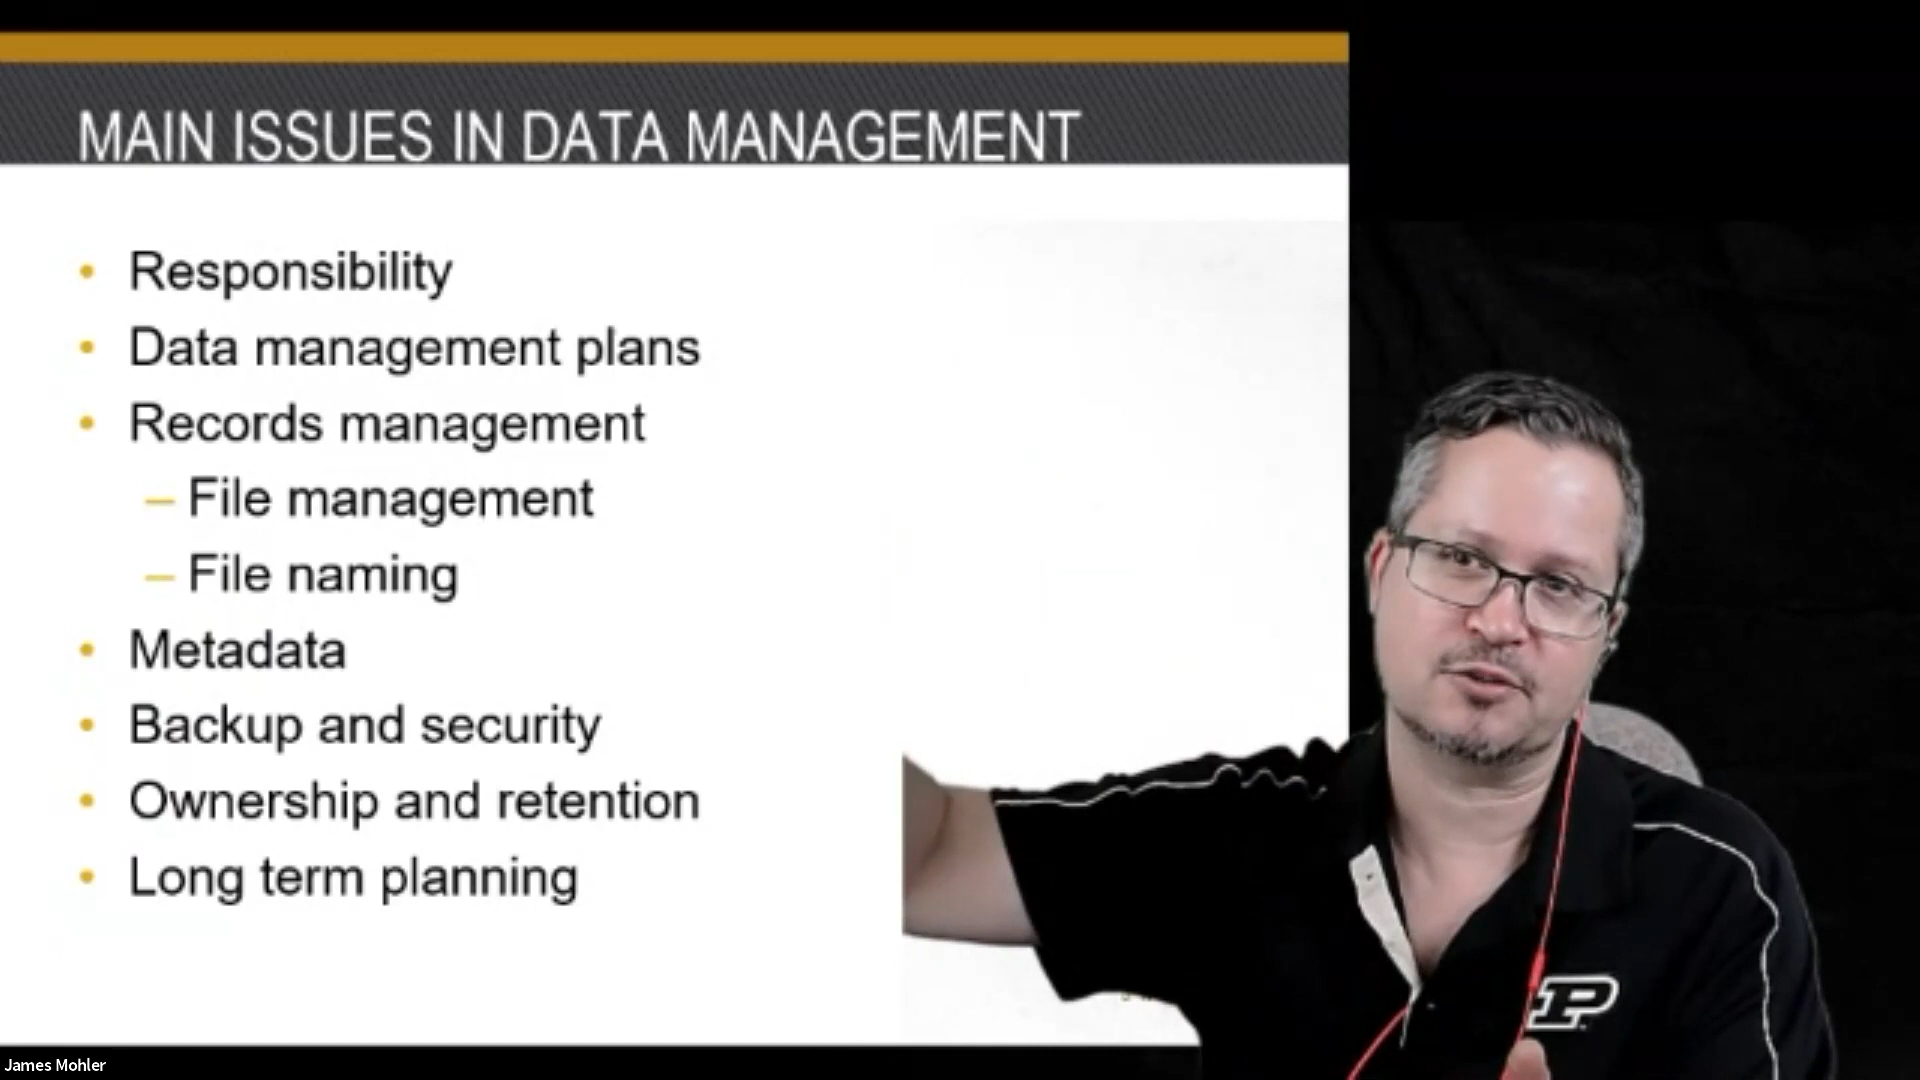 MAIN ISSUES IN DATA MANAGEMENT
• Responsibility
• Data management plans
• Records management
– File management
– File naming
• Metadata
• Backup and security
• Ownership and retention
• Long term planning
P
James Mohler